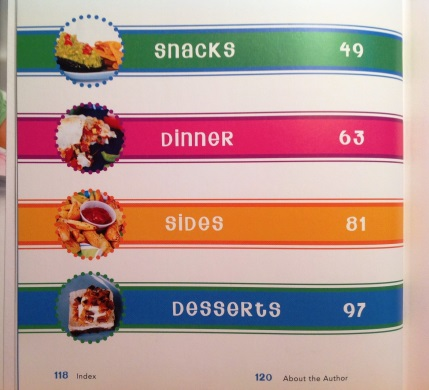 snacks 49
Dinner 63
sides 81
Desserts 97
118 Index 120 About the Author